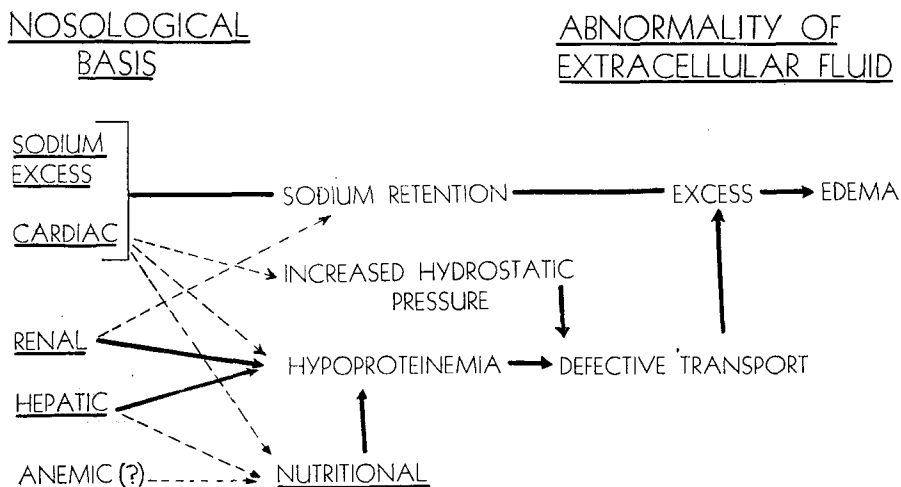 NOSOLOGICAL
BASIS
ABNORMALITY OF
EXTRACELLULAR FLUID
SODIUM
EXCESS
SODIUM RETENTION
EXCESS
EDEMA
CARDIAC
INCREASED HYDROSTATIC
PRESSURE
RENAL
HYPOPROTEINEMIA
DEFECTIVE TRANSPORT
HEPATIC
ANEMIC (?)
NUTRITIONAL